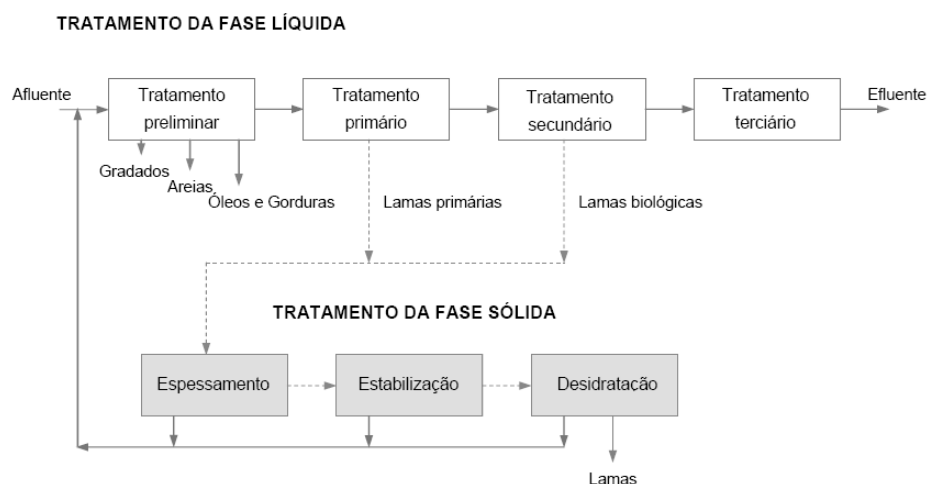 TRATAMENTO DA FASE LÍQUIDA
Afluente
Tratamento
preliminar
Tratamento
primário
Tratamento
secundário
Tratamento
terciário
Efluente
Gradados
Areias
Óleos e Gorduras
Lamas primárias
Lamas biológicas
TRATAMENTO DA FASE SÓLIDA
Espessamento
Estabilização
Desidratação
Lamas